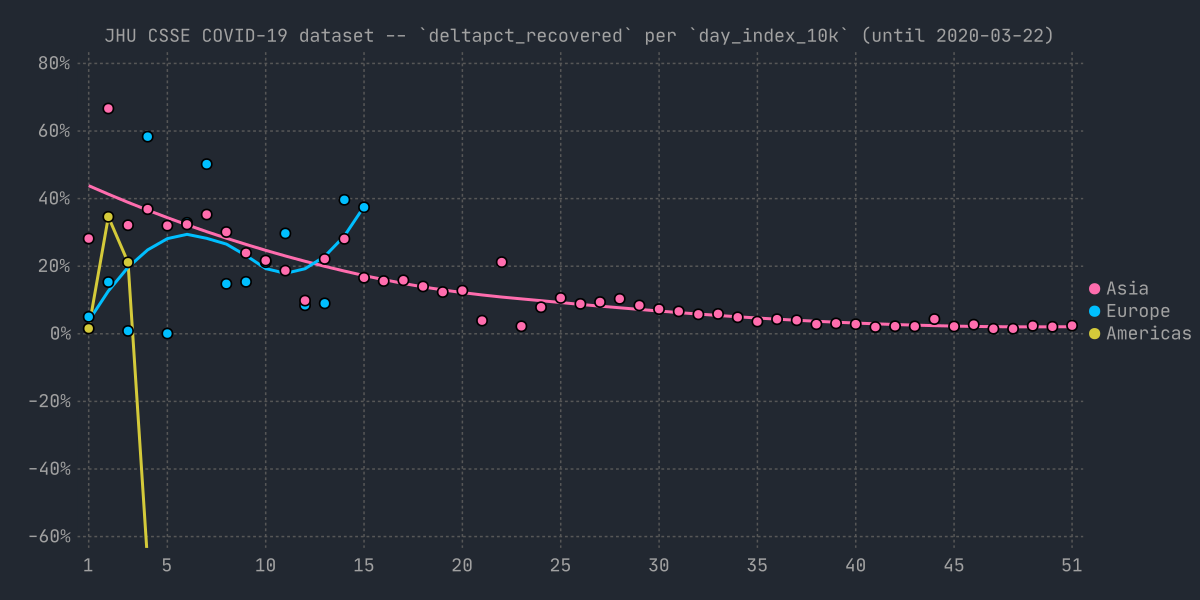 JHU CSSE COVID-19 dataset -- `deltapct_recovered` per `day_index_10k` (until 2020-03-22)
80%
60%
40%
20%
0%
-20%
-40%
-60%
1 5 10 15 20 25 30 35 40 45 51
Asia
Europe
Americas